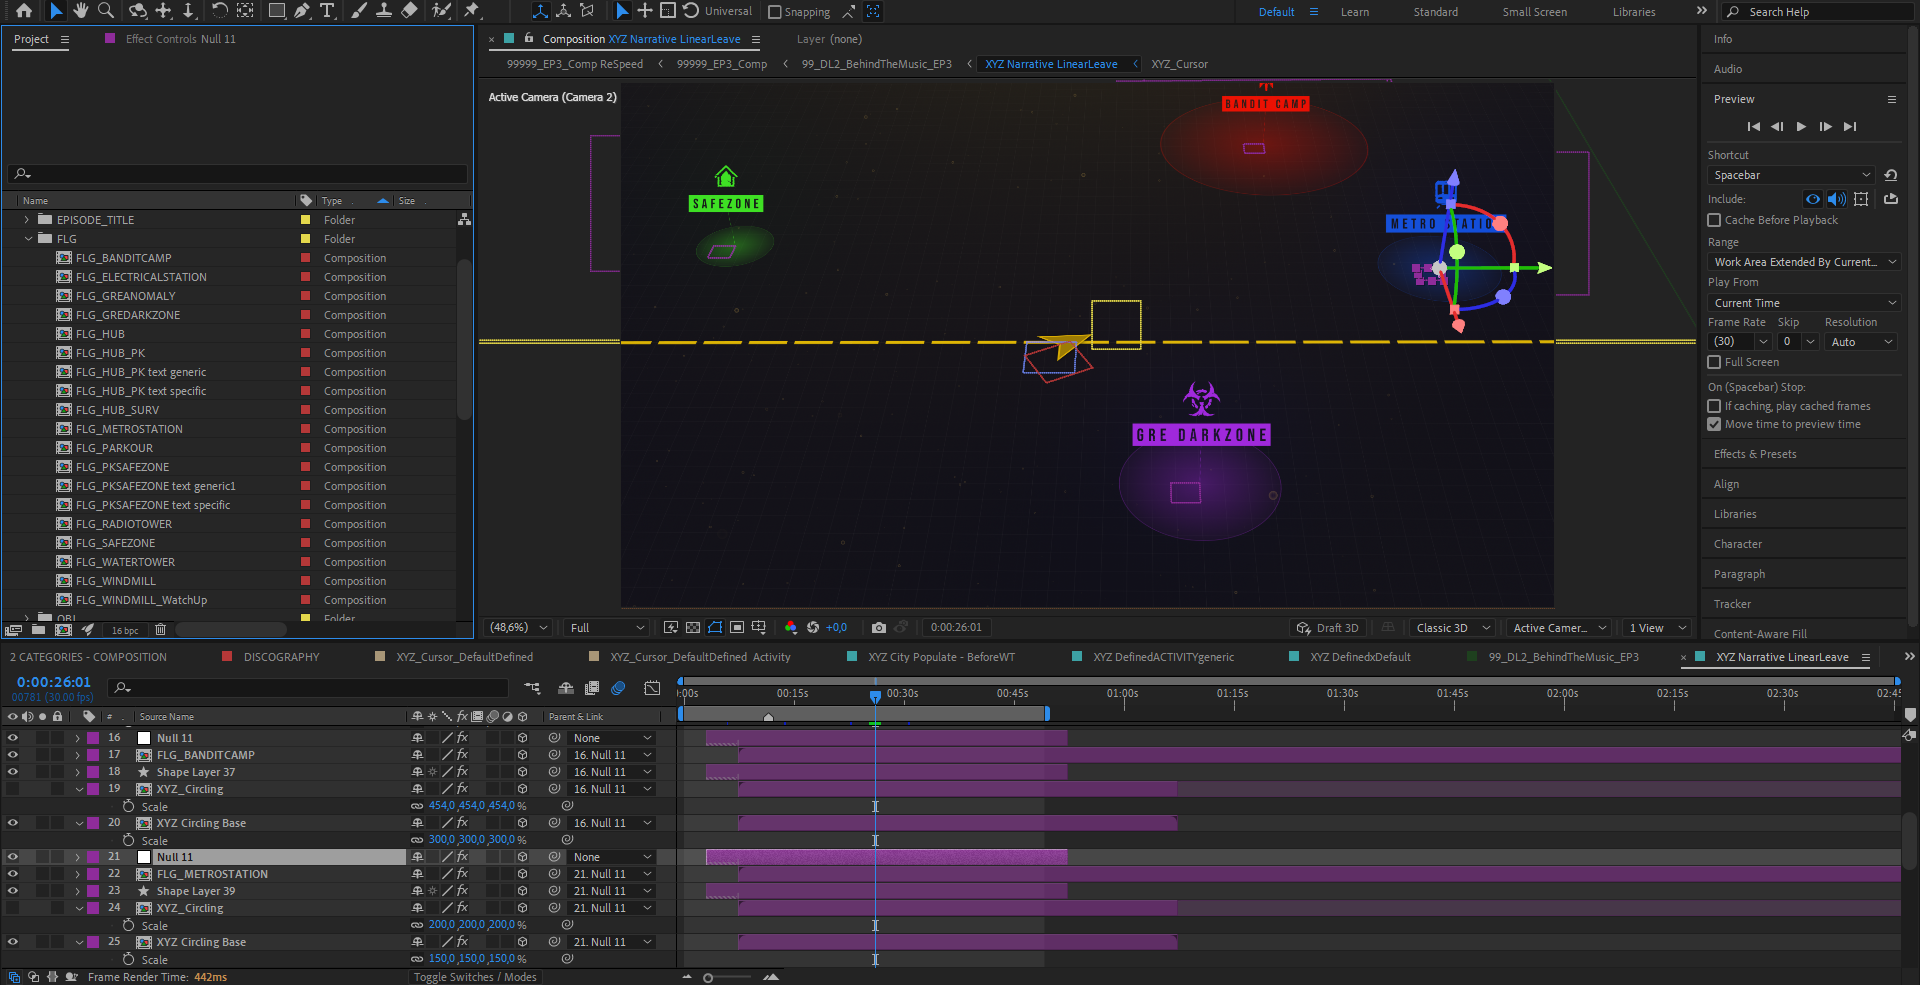 Universal
Snapping
Default
Learn
Standard
Small Screen
Libraries
Search Help
Project
Effect Controls Null 11
Composition XYZ Narrative LinearLeave
Layer (none)
99999_EP3_Comp ReSpeed
99999_EP3_Comp
99_DL2_BehindTheMusic_EP3
XYZ Narrative LinearLeave
XYZ_Cursor
Active Camera (Camera 2)
Name
Type
Size
EPISODE_TITLE Folder
FLG Folder
FLG_BANDITCAMP Composition
FLG_ELECTRICALSTATION Composition
FLG_GREANOMALY Composition
FLG_GREDARKZONE Composition
FLG_HUB Composition
FLG_HUB_PK Composition
FLG_HUB_PK text generic Composition
FLG_HUB_PK text specific Composition
FLG_HUB_SURV Composition
FLG_METROSTATION Composition
FLG_PARKOUR Composition
FLG_PKSAFEZONE Composition
FLG_PKSAFEZONE text generic1 Composition
FLG_PKSAFEZONE text specific Composition
FLG_RADIOTOWER Composition
FLG_SAFEZONE Composition
FLG_WATERTOWER Composition
FLG_WINDMILL Composition
FLG_WINDMILL_WatchUp Composition
OBJ Folder
16 bpc
BANDIT CAMP
SAFEZONE
METRO STATION
GRE DARKZONE
(48,6%)
Full
+0,0
0:00:26:01
Draft 3D
Classic 3D
Active Camer...
1 View
Info
Audio
Preview
Shortcut
Spacebar
Include:
Cache Before Playback
Range
Work Area Extended By Current...
Play From
Current Time
Frame Rate Skip Resolution
(30) 0 Auto
Full Screen
On (Spacebar) Stop:
If caching, play cached frames
Move time to preview time
Effects & Presets
Align
Libraries
Character
Paragraph
Tracker
Content-Aware Fill
2 CATEGORIES - COMPOSITION
DISCOGRAPHY
XYZ_Cursor_DefaultDefined
XYZ_Cursor_DefaultDefined Activity
XYZ City Populate - BeforeWT
XYZ DefinedACTIVITYgeneric
XYZ DefinedxDefault
99_DL2_BehindTheMusic_EP3
XYZ Narrative LinearLeave
0:00:26:01
00781 (30.00 fps)
:00s 00:15s 00:30s 00:45s 01:00s 01:15s 01:30s 01:45s 02:00s 02:15s 02:30s 02:45
# Source Name Parent & Link
16 Null 11 None
17 FLG_BANDITCAMP 16. Null 11
18 Shape Layer 37 16. Null 11
19 XYZ_Circling 16. Null 11
Scale 454,0,454,0,454,0 %
20 XYZ Circling Base 16. Null 11
Scale 300,0,300,0,300,0 %
21 Null 11 None
22 FLG_METROSTATION 21. Null 11
23 Shape Layer 39 21. Null 11
24 XYZ_Circling 21. Null 11
Scale 200,0,200,0,200,0 %
25 XYZ Circling Base 21. Null 11
Scale 150,0,150,0,150,0 %
Frame Render Time: 442ms
Toggle Switches / Modes